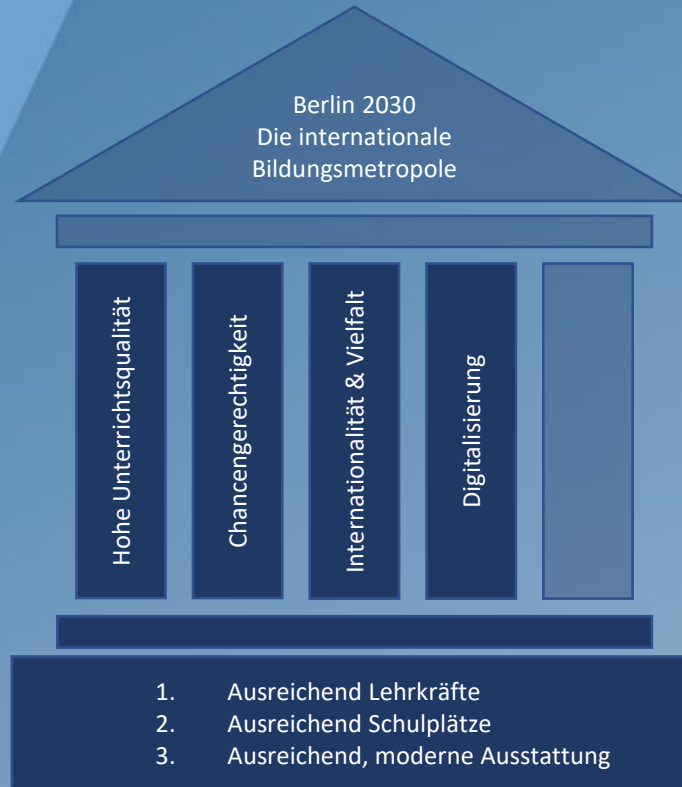 Berlin 2030
Die internationale
Bildungsmetropole
Hohe Unterrichtsqualität
Chancengerechtigkeit
Internationalität & Vielfalt
Digitalisierung
1. Ausreichend Lehrkräfte
2. Ausreichend Schulplätze
3. Ausreichend, moderne Ausstattung